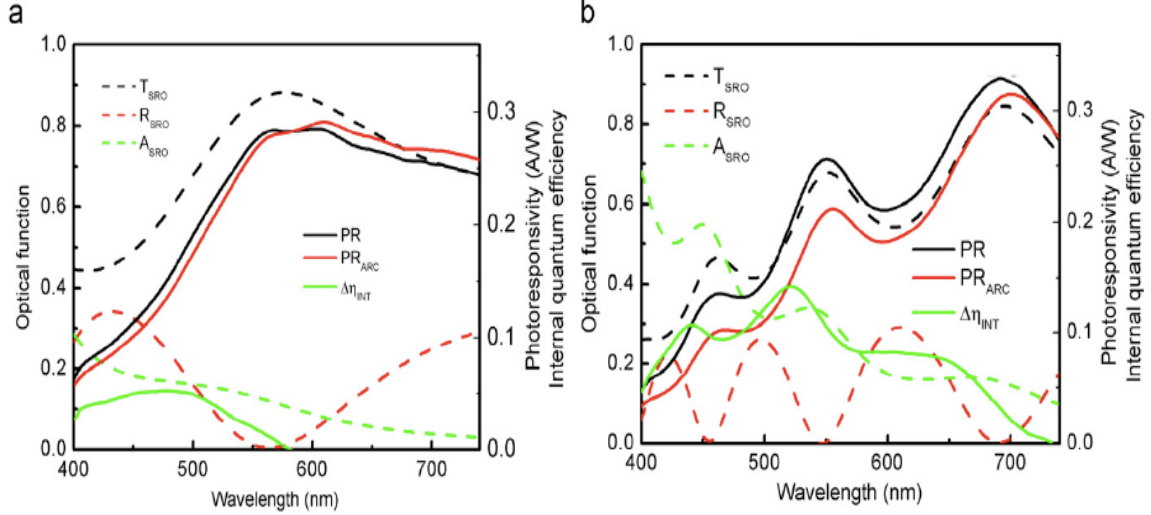 a
1.0
0.8
0.6
0.4
0.2
0.0
Optical function
T_SRO
R_SRO
A_SRO
PR
PR_ARC
Δη_INT
0.3
0.2
0.1
0.0
Photoresponsivity (A/W)
Internal quantum efficiency
400 500 600 700
Wavelength (nm)
b
1.0
0.8
0.6
0.4
0.2
0.0
Optical function
T_SRO
R_SRO
A_SRO
PR
PR_ARC
Δη_INT
0.3
0.2
0.1
0.0
Photoresponsivity (A/W)
Internal quantum efficiency
400 500 600 700
Wavelength (nm)